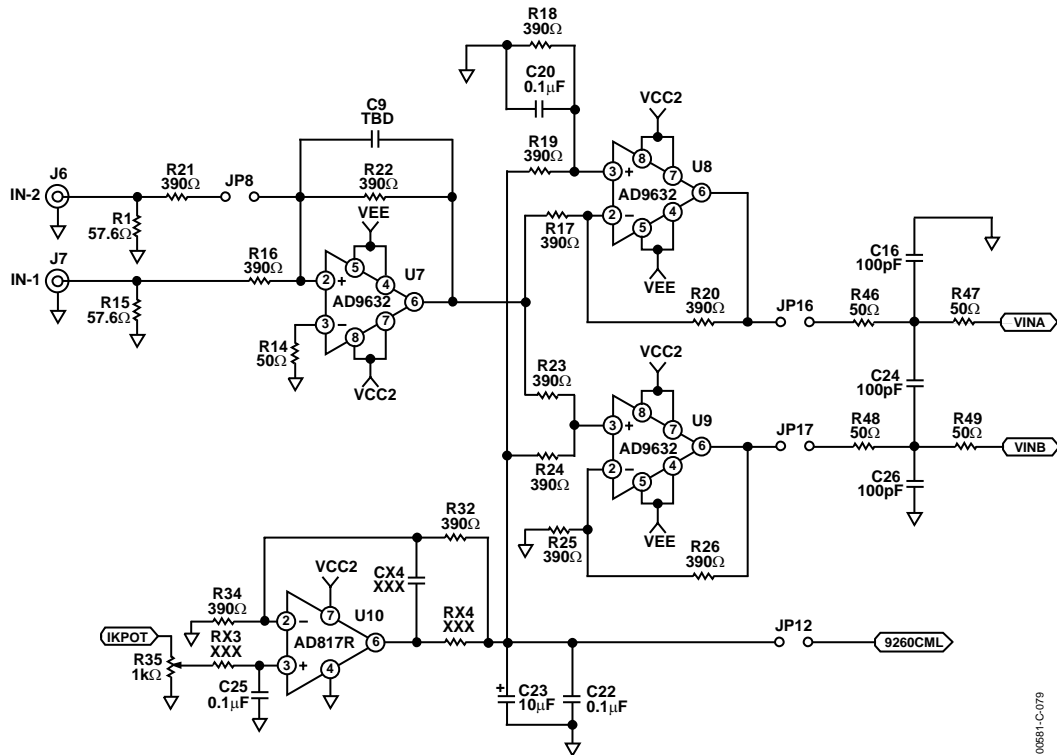 R18
390Ω
C20
0.1µF
VCC2
C9
TBD
R19
390Ω
8
7
3
+
U8
6
AD9632
2
−
4
5
J6
IN-2
R21
390Ω
JP8
R22
390Ω
R1
57.6Ω
VEE
R17
390Ω
VEE
C16
100pF
J7
IN-1
R16
390Ω
5
4
2
+
U7
6
AD9632
3
−
7
8
R15
57.6Ω
R14
50Ω
VCC2
R20
390Ω
JP16
R46
50Ω
R47
50Ω
VINA
VCC2
C24
100pF
R23
390Ω
8
7
3
+
U9
6
AD9632
2
−
4
5
JP17
R48
50Ω
R49
50Ω
VINB
R24
390Ω
C26
100pF
VEE
R25
390Ω
R26
390Ω
R32
390Ω
VCC2
CX4
XXX
R34
390Ω
7
U10
2
−
6
AD817R
3
+
4
RX4
XXX
JP12
9260CML
IKPOT
RX3
XXX
R35
1kΩ
C25
0.1µF
+
C23
10µF
C22
0.1µF
00581-C-079